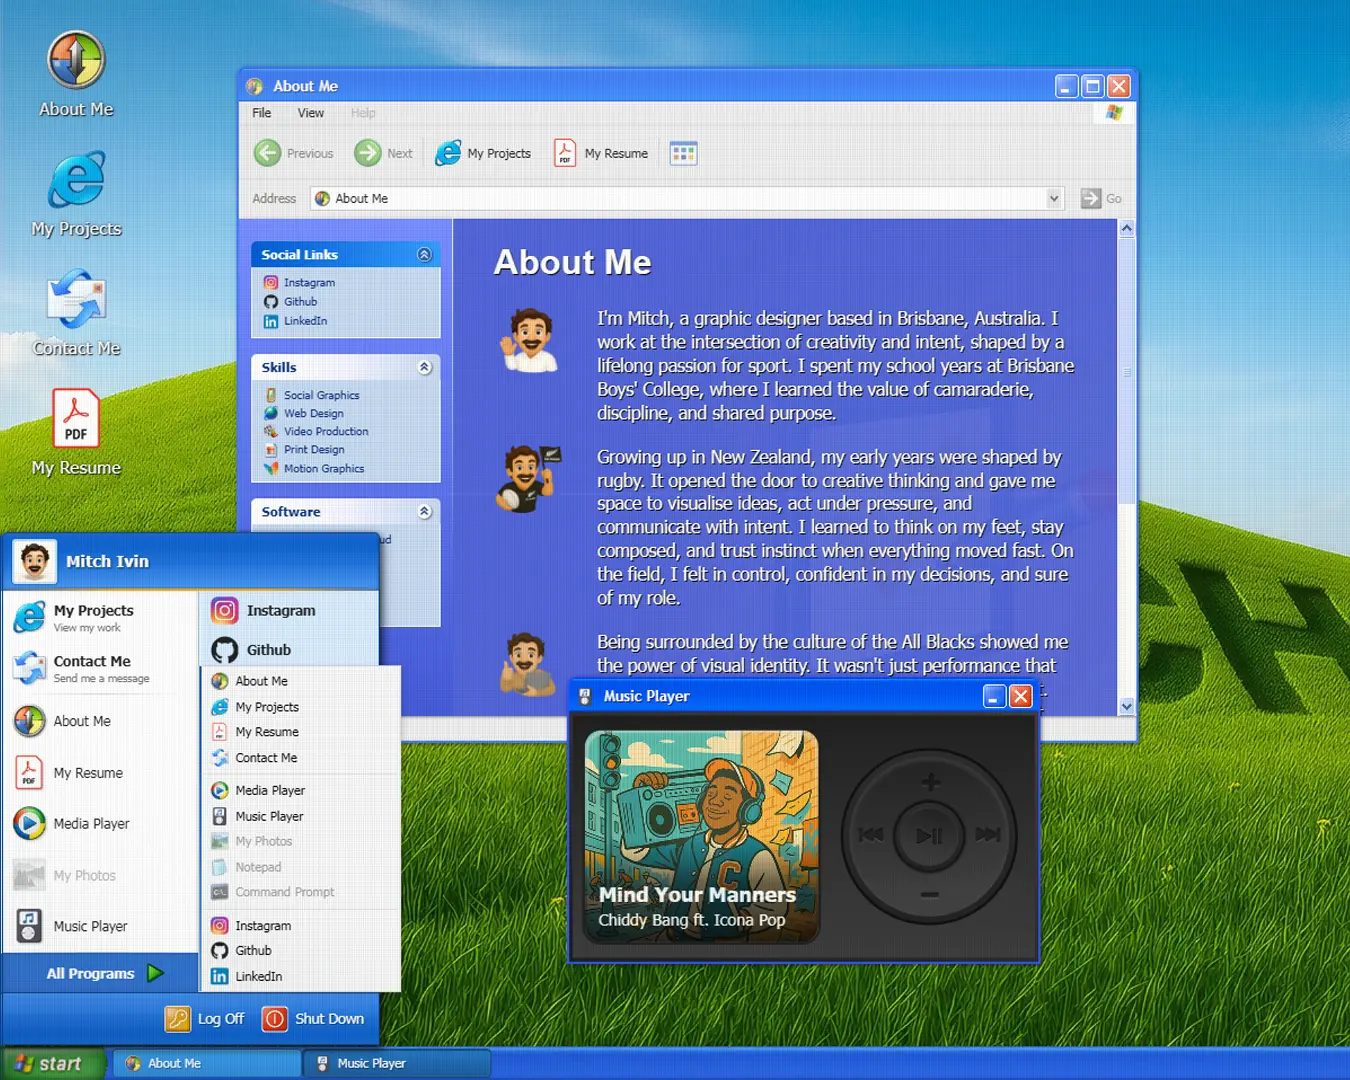 About Me
My Projects
Contact Me
PDF
My Resume
About Me
File View Help
Previous Next My Projects PDF My Resume
Address About Me Go
Social Links
Instagram
Github
LinkedIn
Skills
Social Graphics
Web Design
Video Production
Print Design
Motion Graphics
Software
ud
About Me
I'm Mitch, a graphic designer based in Brisbane, Australia. I
work at the intersection of creativity and intent, shaped by a
lifelong passion for sport. I spent my school years at Brisbane
Boys' College, where I learned the value of camaraderie,
discipline, and shared purpose.
Growing up in New Zealand, my early years were shaped by
rugby. It opened the door to creative thinking and gave me
space to visualise ideas, act under pressure, and
communicate with intent. I learned to think on my feet, stay
composed, and trust instinct when everything moved fast. On
the field, I felt in control, confident in my decisions, and sure
of my role.
Being surrounded by the culture of the All Blacks showed me
the power of visual identity. It wasn't just performance that
Mitch Ivin
My Projects
View my work
Contact Me
Send me a message
About Me
PDF
My Resume
Media Player
My Photos
Music Player
All Programs
Instagram
Github
About Me
My Projects
My Resume
Contact Me
Media Player
Music Player
My Photos
Notepad
Command Prompt
Instagram
Github
LinkedIn
Log Off Shut Down
Music Player
C
Mind Your Manners
Chiddy Bang ft. Icona Pop
CH
start About Me Music Player